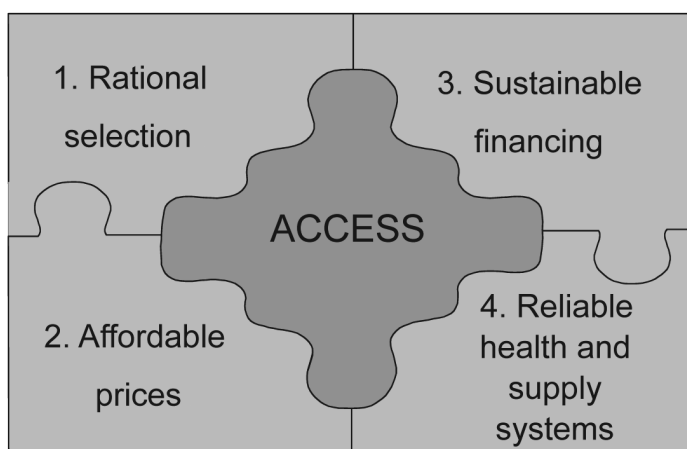 1. Rational
selection
3. Sustainable
financing
ACCESS
2. Affordable
prices
4. Reliable
health and
supply
systems